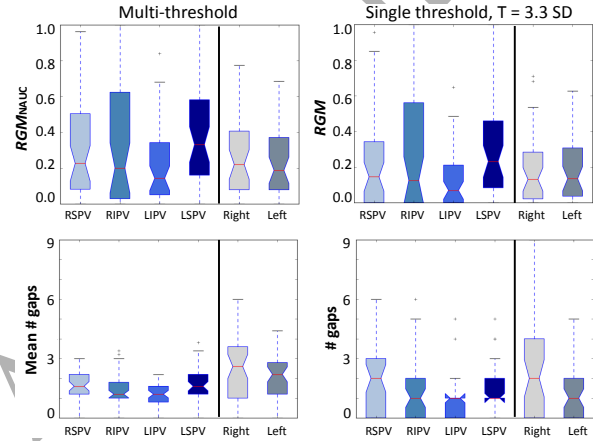 Multi-threshold
Single threshold, T = 3.3 SD
RGM NAUC
1.0
0.8
0.6
0.4
0.2
0.0
RSPV RIPV LIPV LSPV Right Left
RGM
1.0
0.8
0.6
0.4
0.2
0.0
RSPV RIPV LIPV LSPV Right Left
Mean # gaps
9
6
3
0
RSPV RIPV LIPV LSPV Right Left
# gaps
9
6
3
0
RSPV RIPV LIPV LSPV Right Left